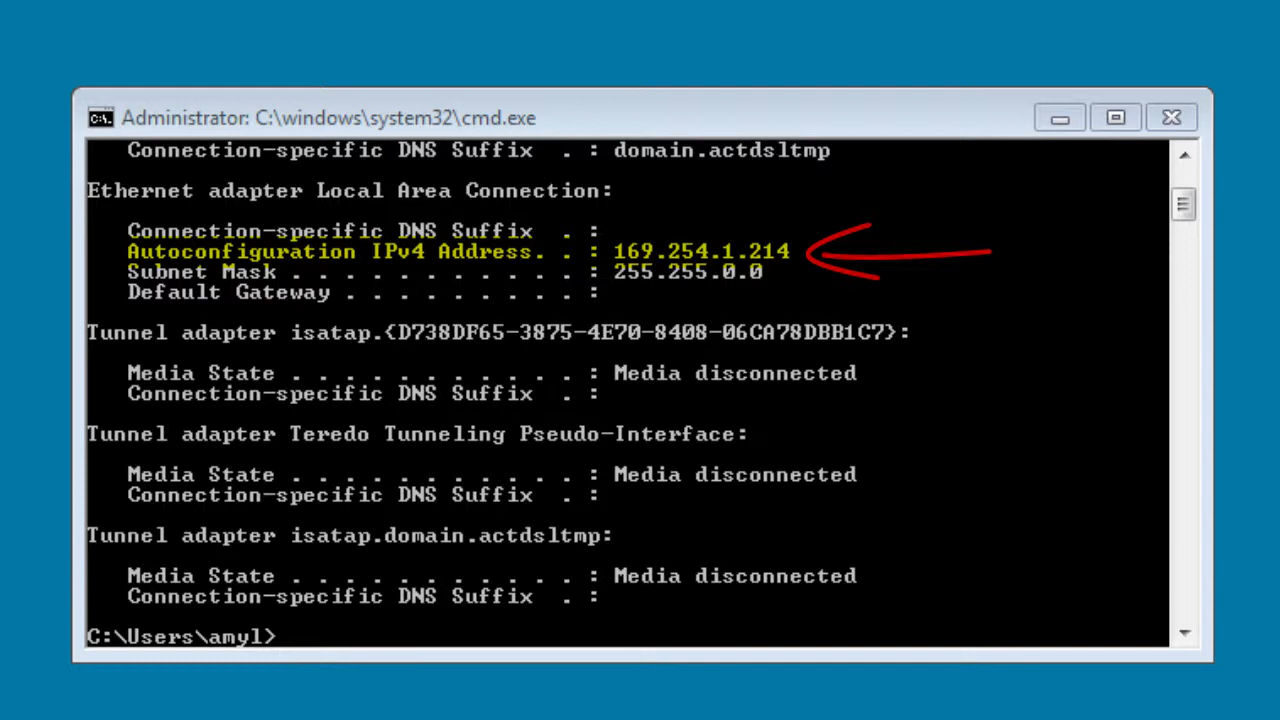 C:\.
Administrator: C:\windows\system32\cmd.exe
Connection-specific DNS Suffix  . : domain.actdsltmp
Ethernet adapter Local Area Connection:
Connection-specific DNS Suffix  . :
Autoconfiguration IPv4 Address. . : 169.254.1.214
Subnet Mask . . . . . . . . . . . : 255.255.0.0
Default Gateway . . . . . . . . . :
Tunnel adapter isatap.{D738DF65-3875-4E70-8408-06CA78DBB1C7}:
Media State . . . . . . . . . . . : Media disconnected
Connection-specific DNS Suffix  . :
Tunnel adapter Teredo Tunneling Pseudo-Interface:
Media State . . . . . . . . . . . : Media disconnected
Connection-specific DNS Suffix  . :
Tunnel adapter isatap.domain.actdsltmp:
Media State . . . . . . . . . . . : Media disconnected
Connection-specific DNS Suffix  . :
C:\Users\amyl>